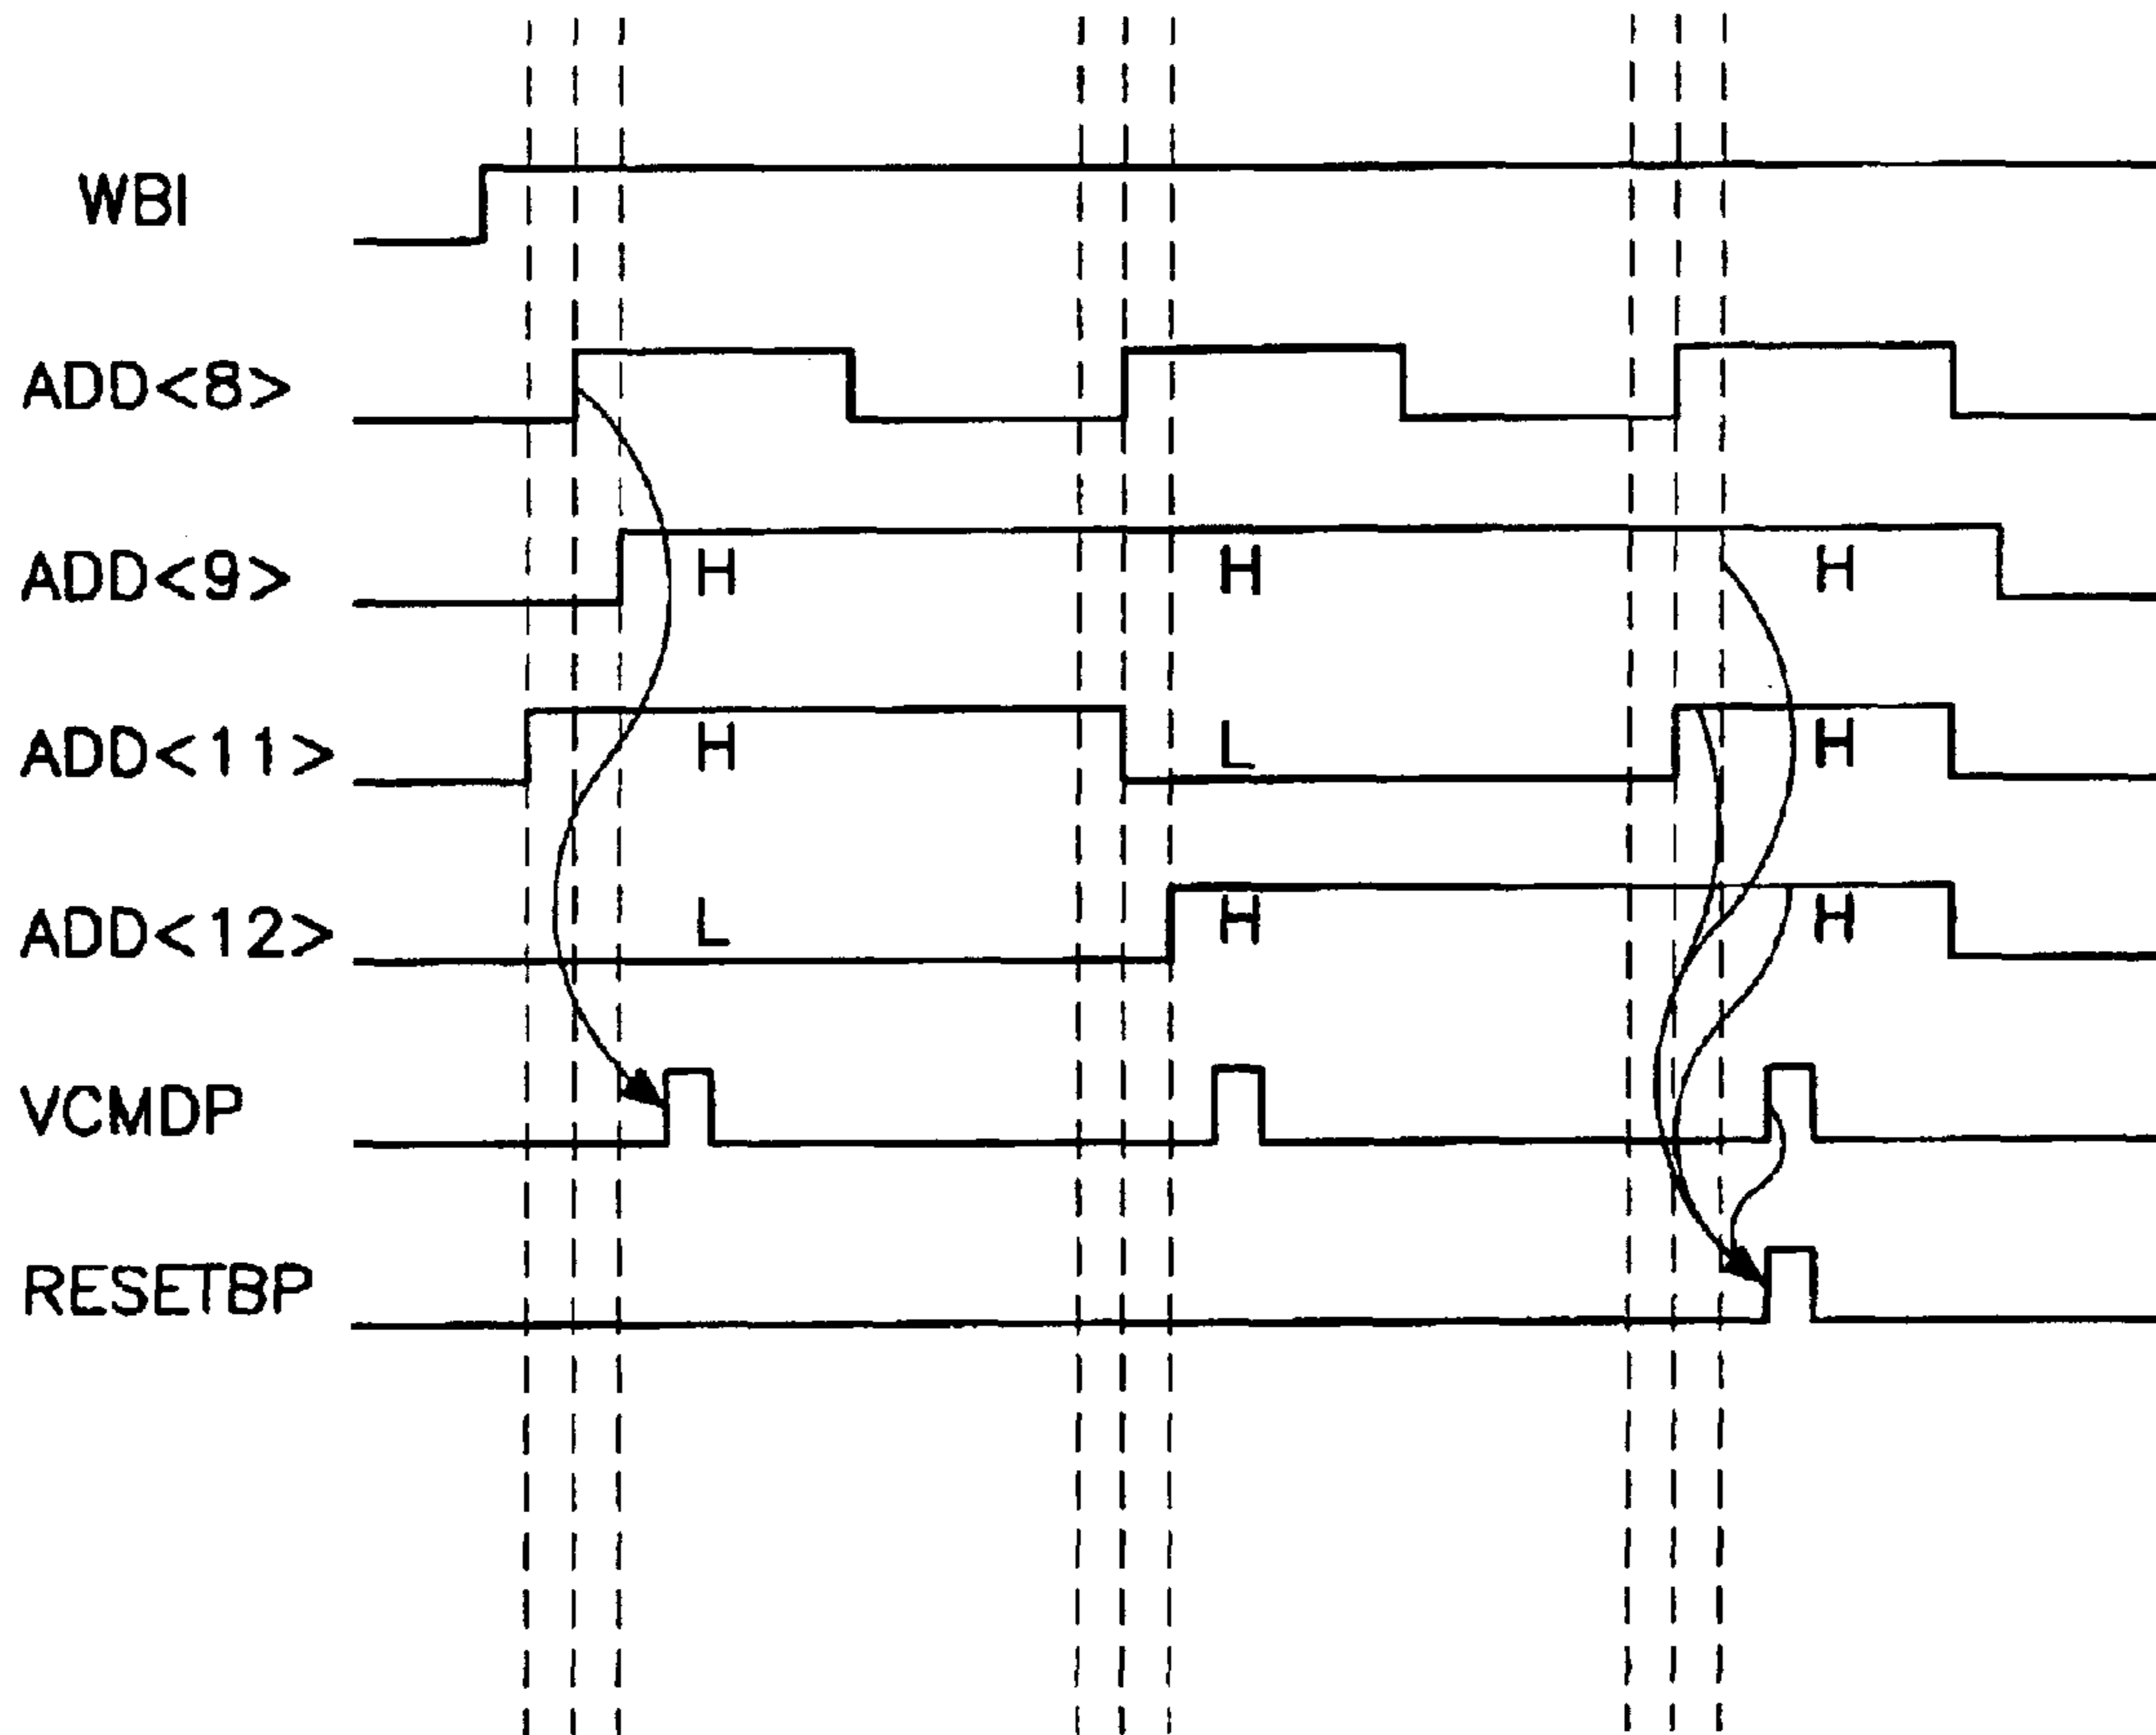 WBI
ADD<8>
ADD<9> H H H
ADD<11> H L H
ADD<12> L H H
VCMDP
RESETBP